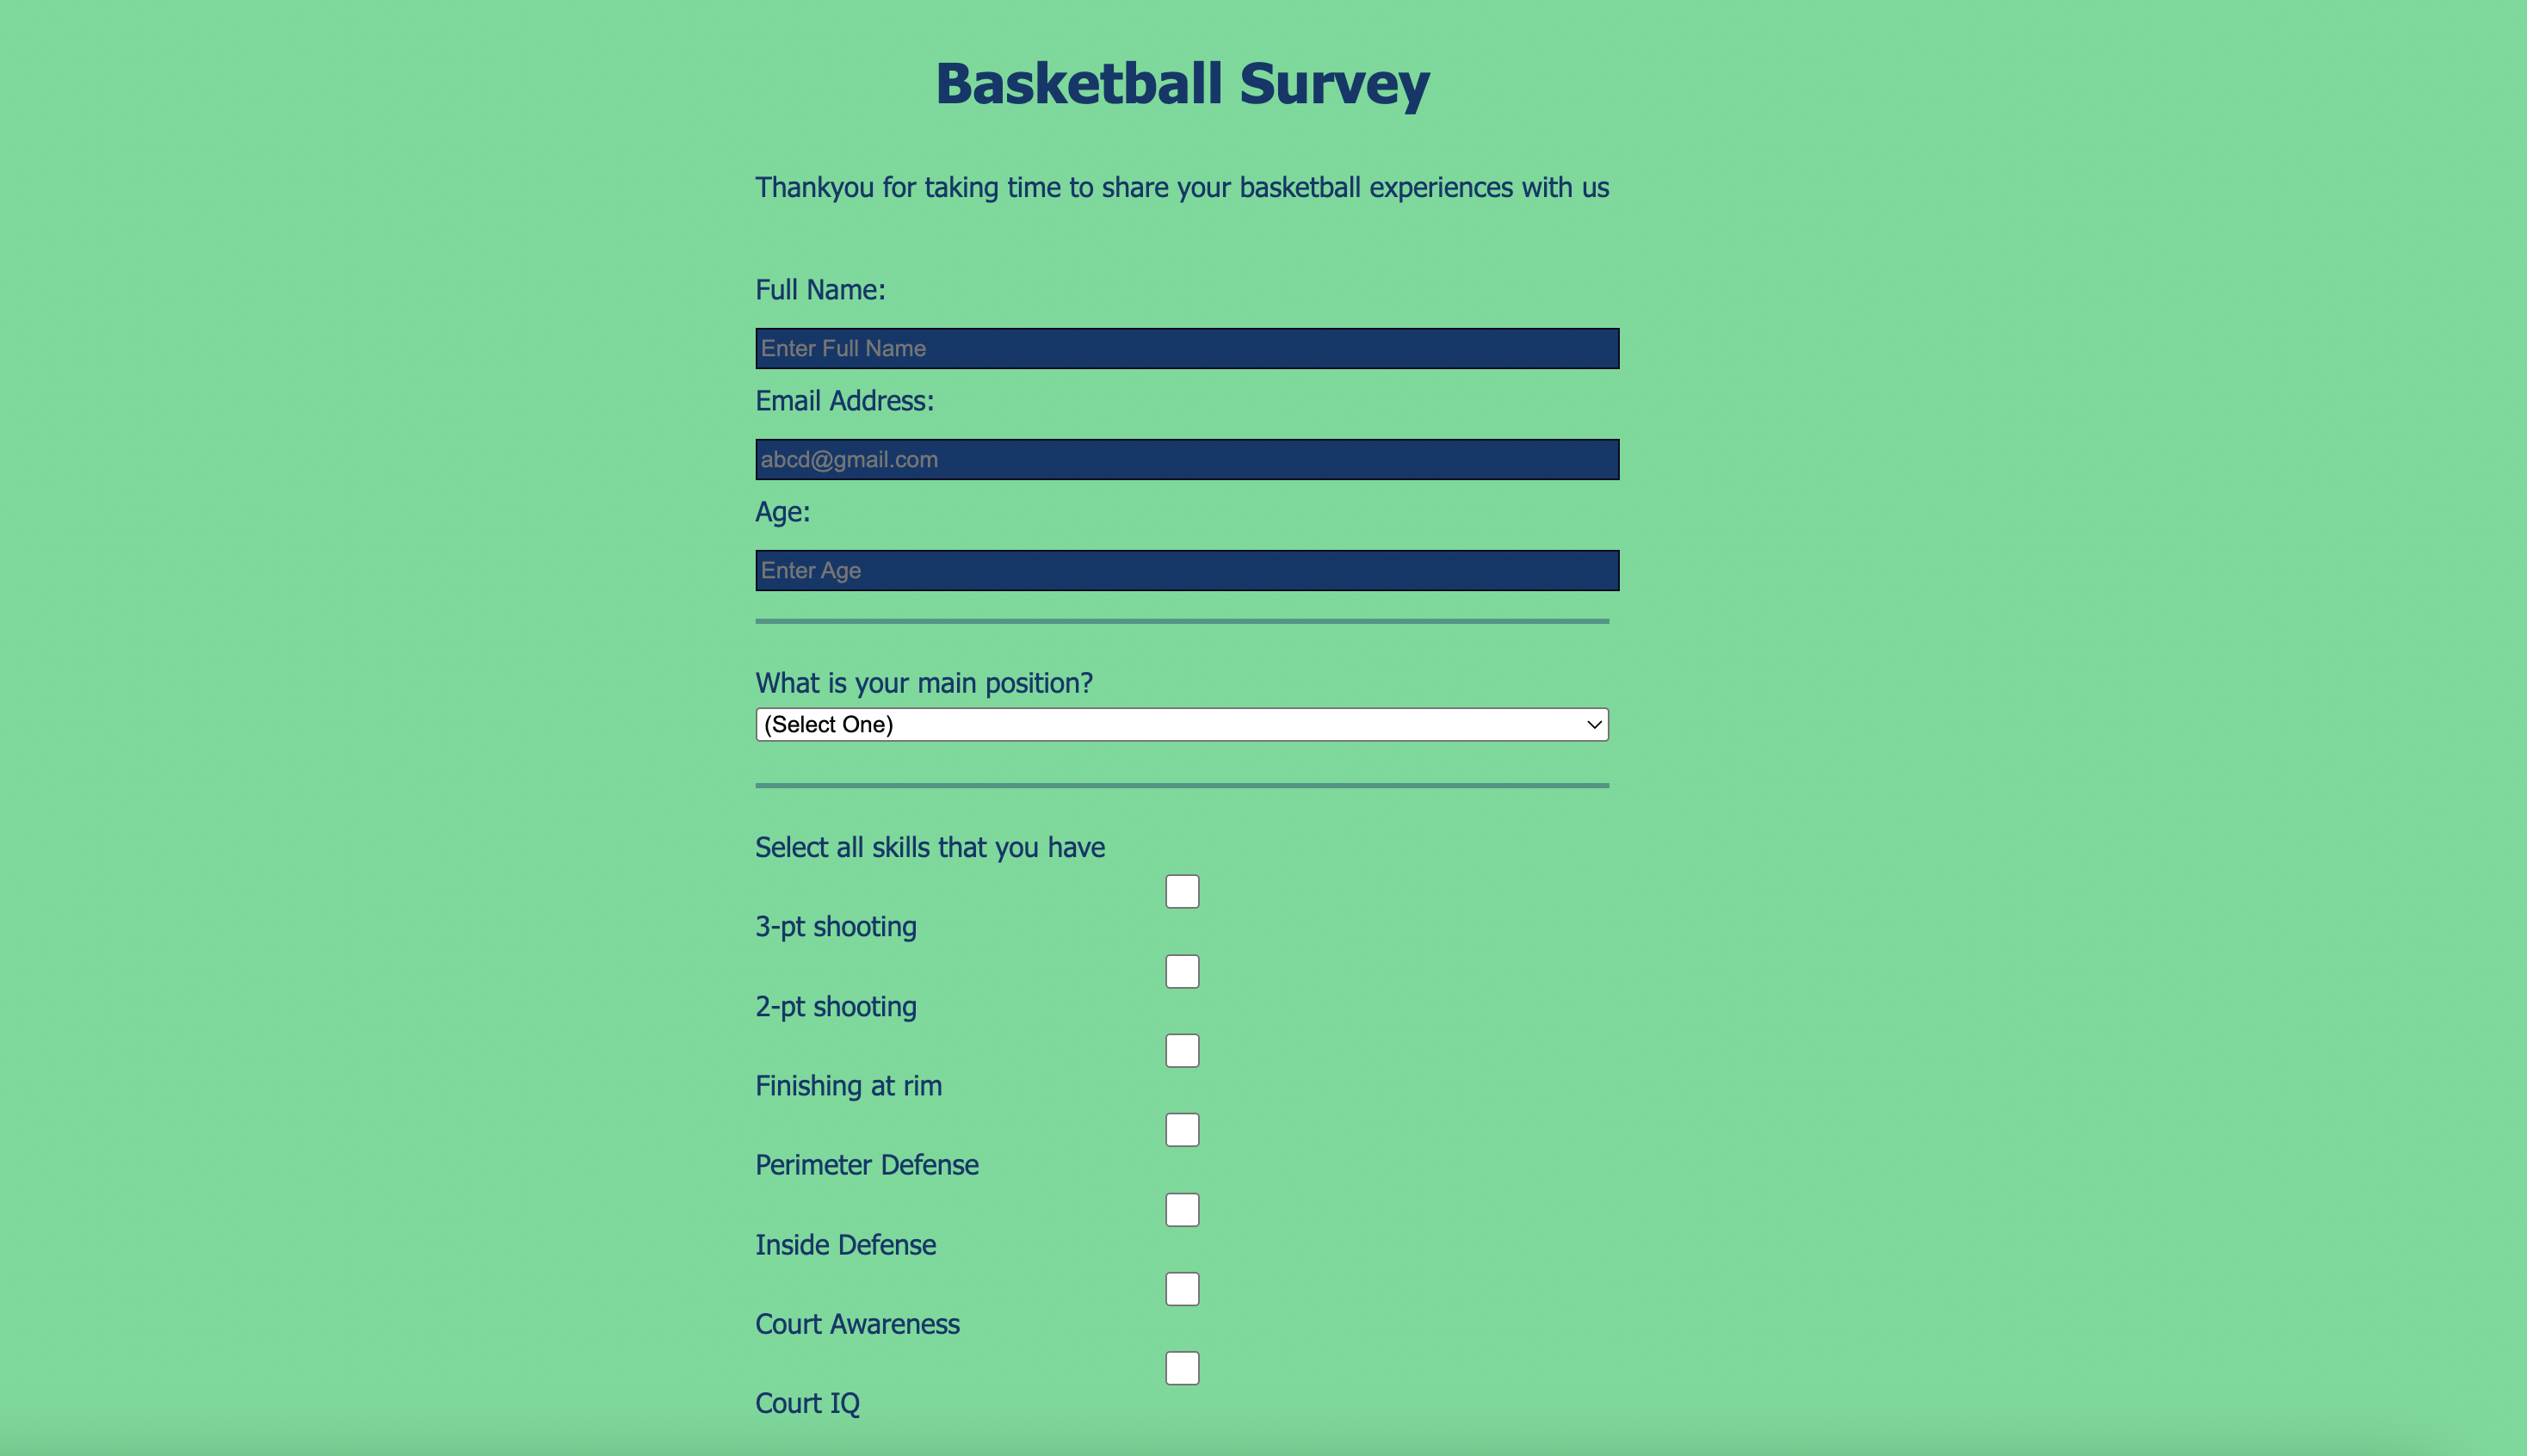 Basketball Survey
Thankyou for taking time to share your basketball experiences with us
Full Name:
Enter Full Name
Email Address:
abcd@gmail.com
Age:
Enter Age
What is your main position?
(Select One)
Select all skills that you have
3-pt shooting
2-pt shooting
Finishing at rim
Perimeter Defense
Inside Defense
Court Awareness
Court IQ